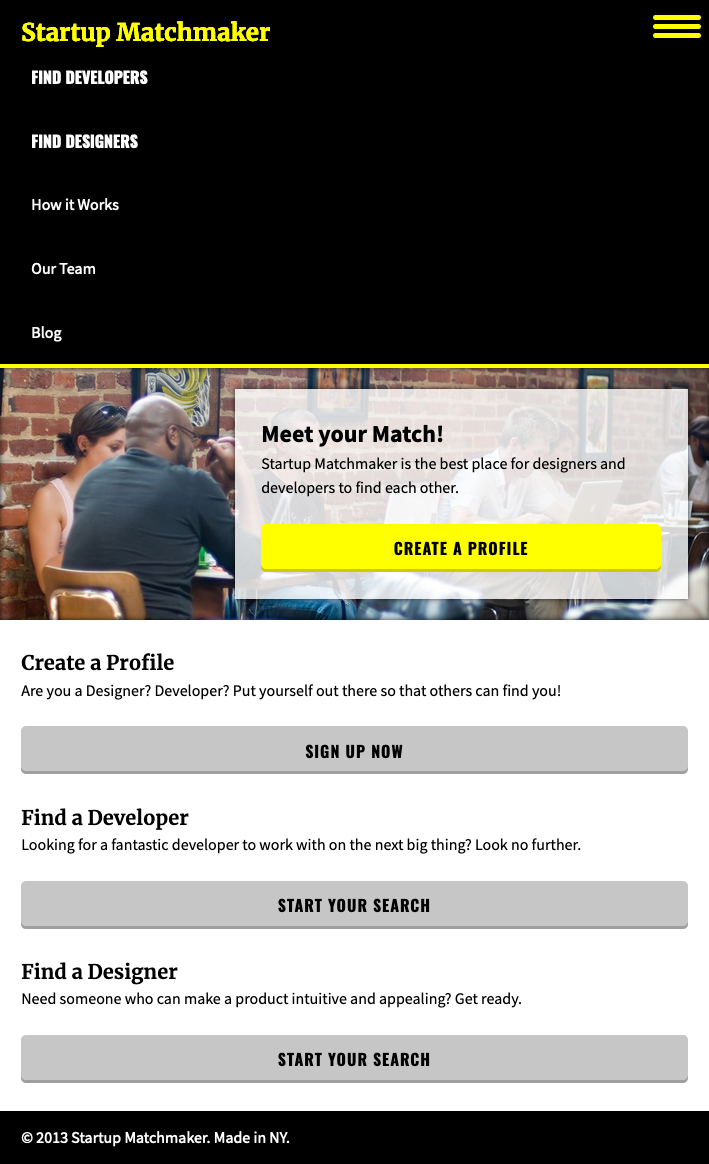 Startup Matchmaker
FIND DEVELOPERS
FIND DESIGNERS
How it Works
Our Team
Blog
Meet your Match!
Startup Matchmaker is the best place for designers and
developers to find each other.
CREATE A PROFILE
Create a Profile
Are you a Designer? Developer? Put yourself out there so that others can find you!
SIGN UP NOW
Find a Developer
Looking for a fantastic developer to work with on the next big thing? Look no further.
START YOUR SEARCH
Find a Designer
Need someone who can make a product intuitive and appealing? Get ready.
START YOUR SEARCH
© 2013 Startup Matchmaker. Made in NY.